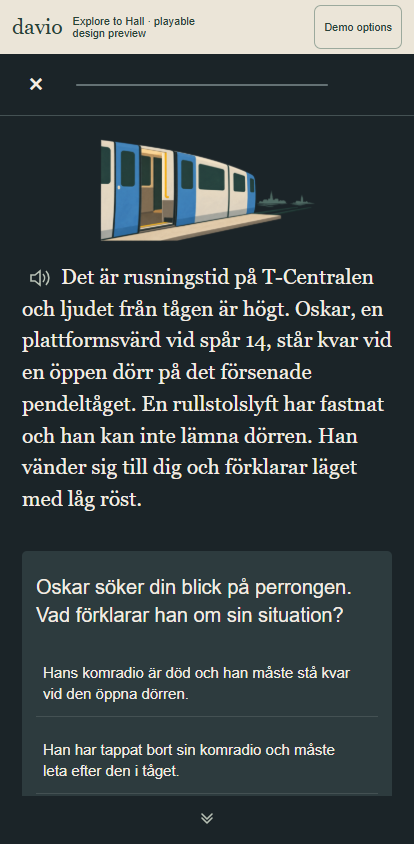 davio
Explore to Hall · playable
design preview
Demo options
Det är rusningstid på T-Centralen
och ljudet från tågen är högt. Oskar, en
plattformsvärd vid spår 14, står kvar vid
en öppen dörr på det försenade
pendeltåget. En rullstolslyft har fastnat
och han kan inte lämna dörren. Han
vänder sig till dig och förklarar läget
med låg röst.
Oskar söker din blick på perrongen.
Vad förklarar han om sin situation?
Hans komradio är död och han måste stå kvar
vid den öppna dörren.
Han har tappat bort sin komradio och måste
leta efter den i tåget.